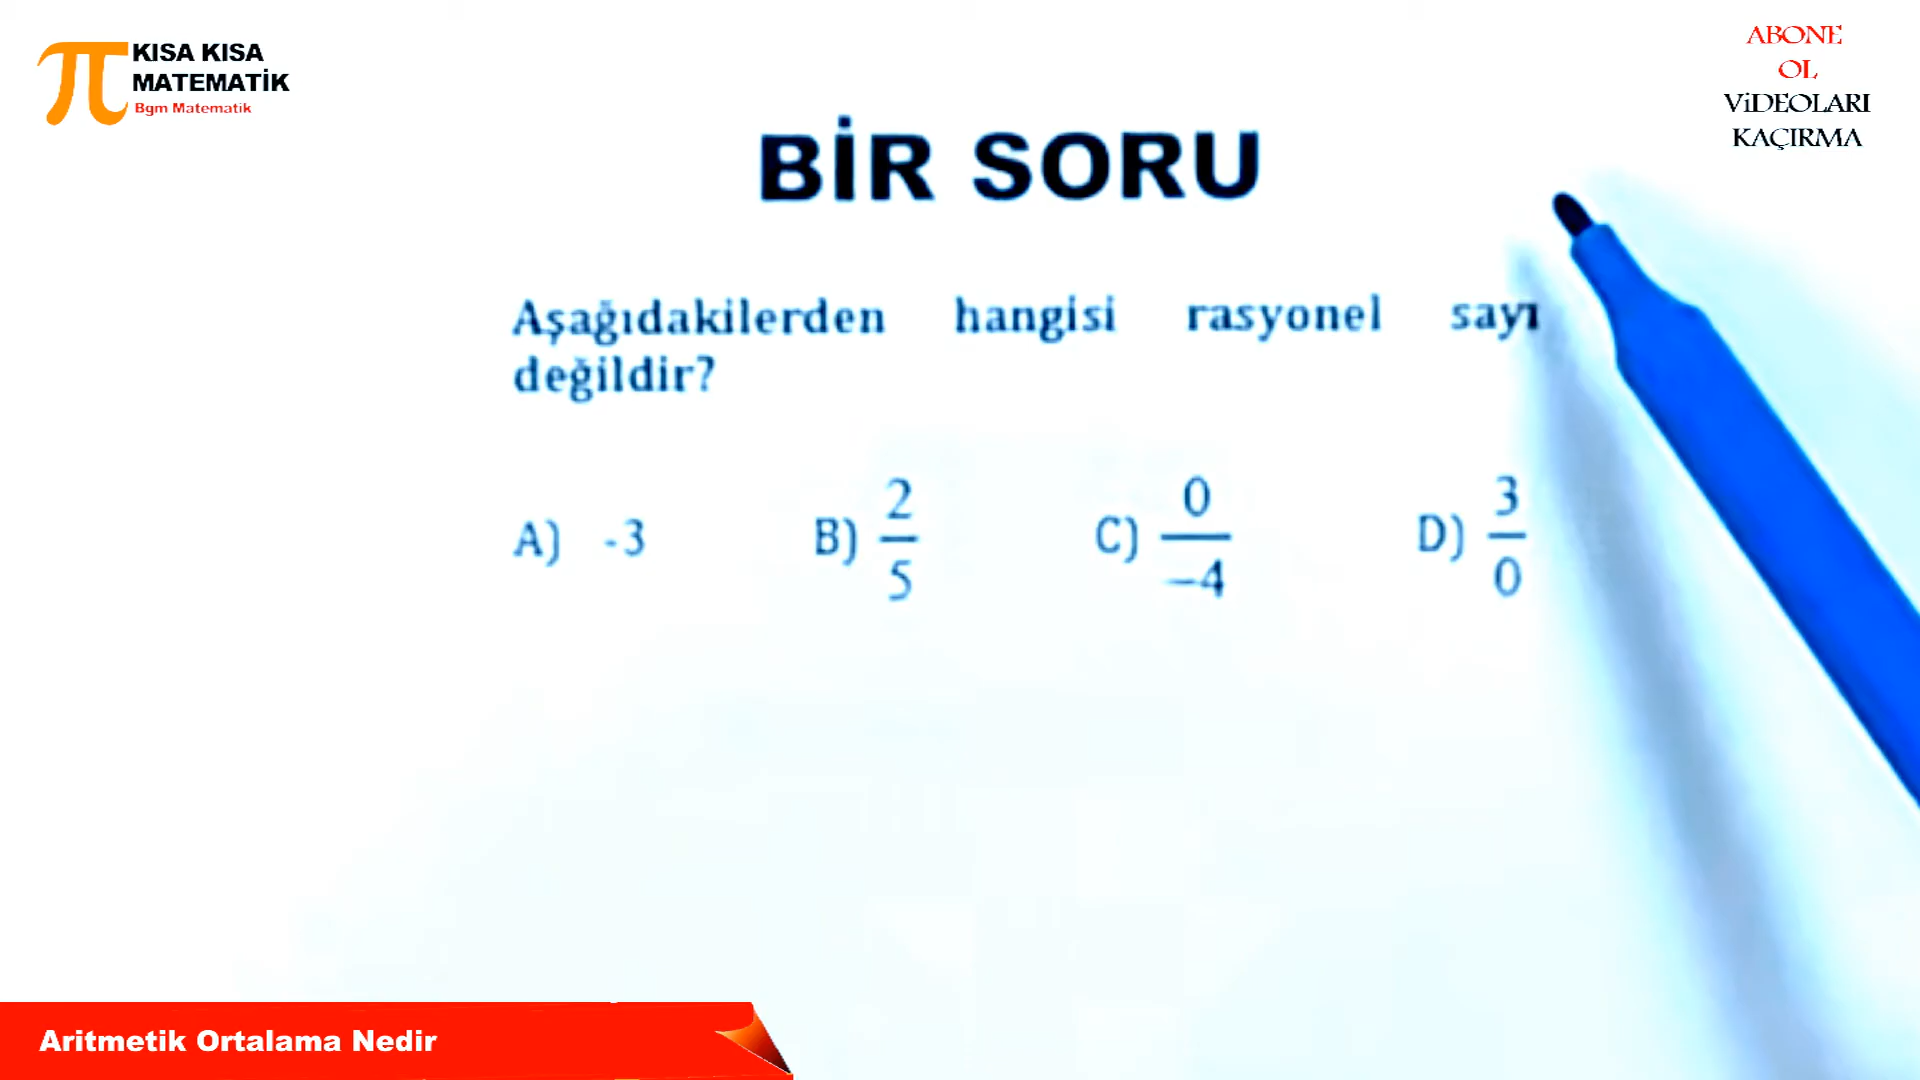 KISA KISA
MATEMATİK
Bgm Matematik
ABONE
OL
ViDEOLARI
KAÇIRMA
BİR SORU
Aşağıdakilerden hangisi rasyonel sayı
değildir?
A) -3 B) 2/5 C) 0/-4 D) 3/0
Aritmetik Ortalama Nedir